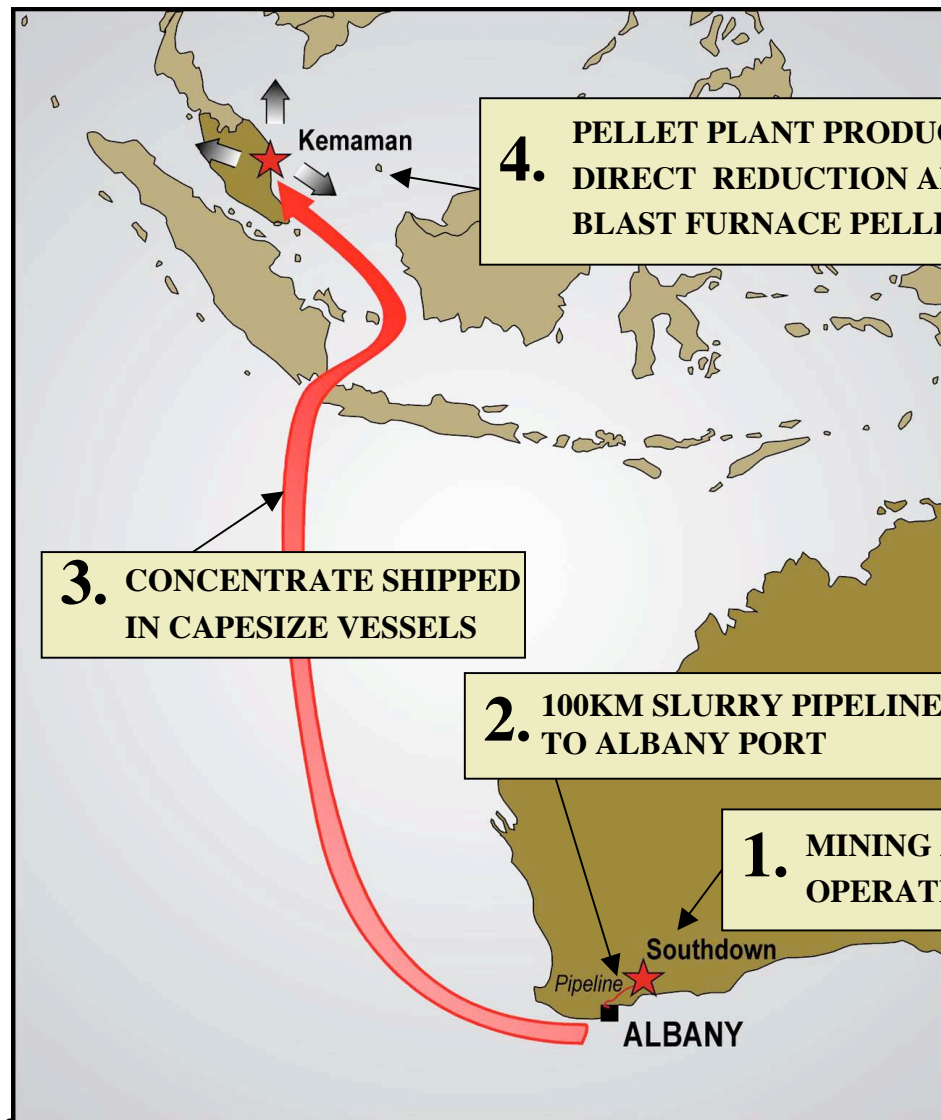 Kemaman
4. PELLET PLANT PRODUC
DIRECT REDUCTION A
BLAST FURNACE PELL
3. CONCENTRATE SHIPPED
IN CAPESIZE VESSELS
2. 100KM SLURRY PIPELINE
TO ALBANY PORT
1. MINING
OPERAT
Southdown
Pipeline
ALBANY